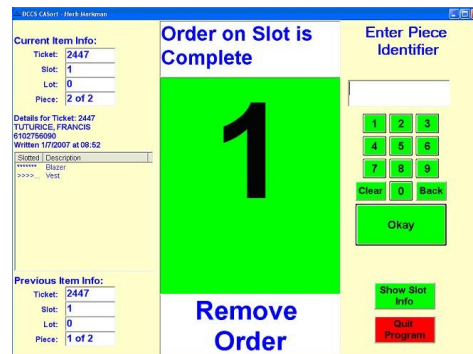 DCCS CASort - Herb Markman
Current Item Info:
Ticket: 2447
Slot: 1
Lot: 0
Piece: 2 of 2
Details for Ticket: 2447
TUTURICE, FRANCIS
6102756090
Written 1/7/2007 at 08:52
Slotted Description
******* Blazer
>>>>... Vest
Previous Item Info:
Ticket: 2447
Slot: 1
Lot: 0
Piece: 1 of 2
Order on Slot is
Complete
1
Remove
Order
Enter Piece
Identifier
1 2 3
4 5 6
7 8 9
Clear 0 Back
Okay
Show Slot
Info
Quit
Program